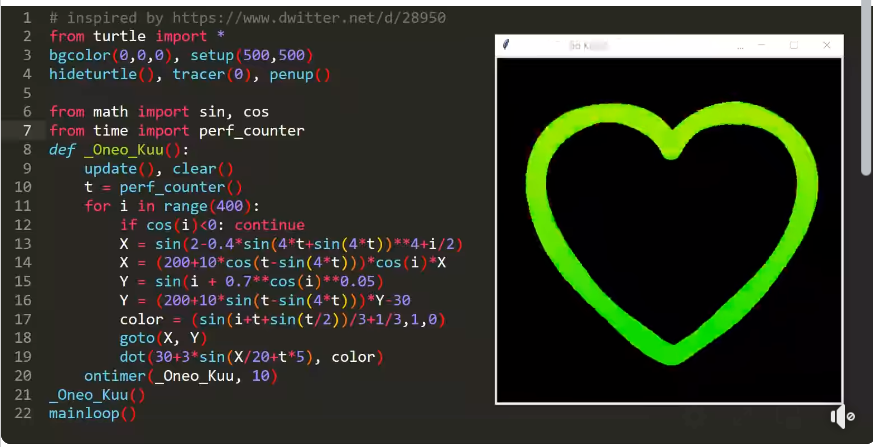 1 # inspired by https://www.dwitter.net/d/28950
2 from turtle import *
3 bgcolor(0,0,0), setup(500,500)
4 hideturtle(), tracer(0), penup()
5
6 from math import sin, cos
7 from time import perf_counter
8 def _Oneo_Kuu():
9     update(), clear()
10     t = perf_counter()
11     for i in range(400):
12         if cos(i)<0: continue
13         X = sin(2-0.4*sin(4*t+sin(4*t))**4+i/2)
14         X = (200+10*cos(t-sin(4*t)))*cos(i)*X
15         Y = sin(i + 0.7**cos(i)**0.05)
16         Y = (200+10*sin(t-sin(4*t)))*Y-30
17         color = (sin(i+t+sin(t/2))/3+1/3,1,0)
18         goto(X, Y)
19         dot(30+3*sin(X/20+t*5), color)
20     ontimer(_Oneo_Kuu, 10)
21 _Oneo_Kuu()
22 mainloop()